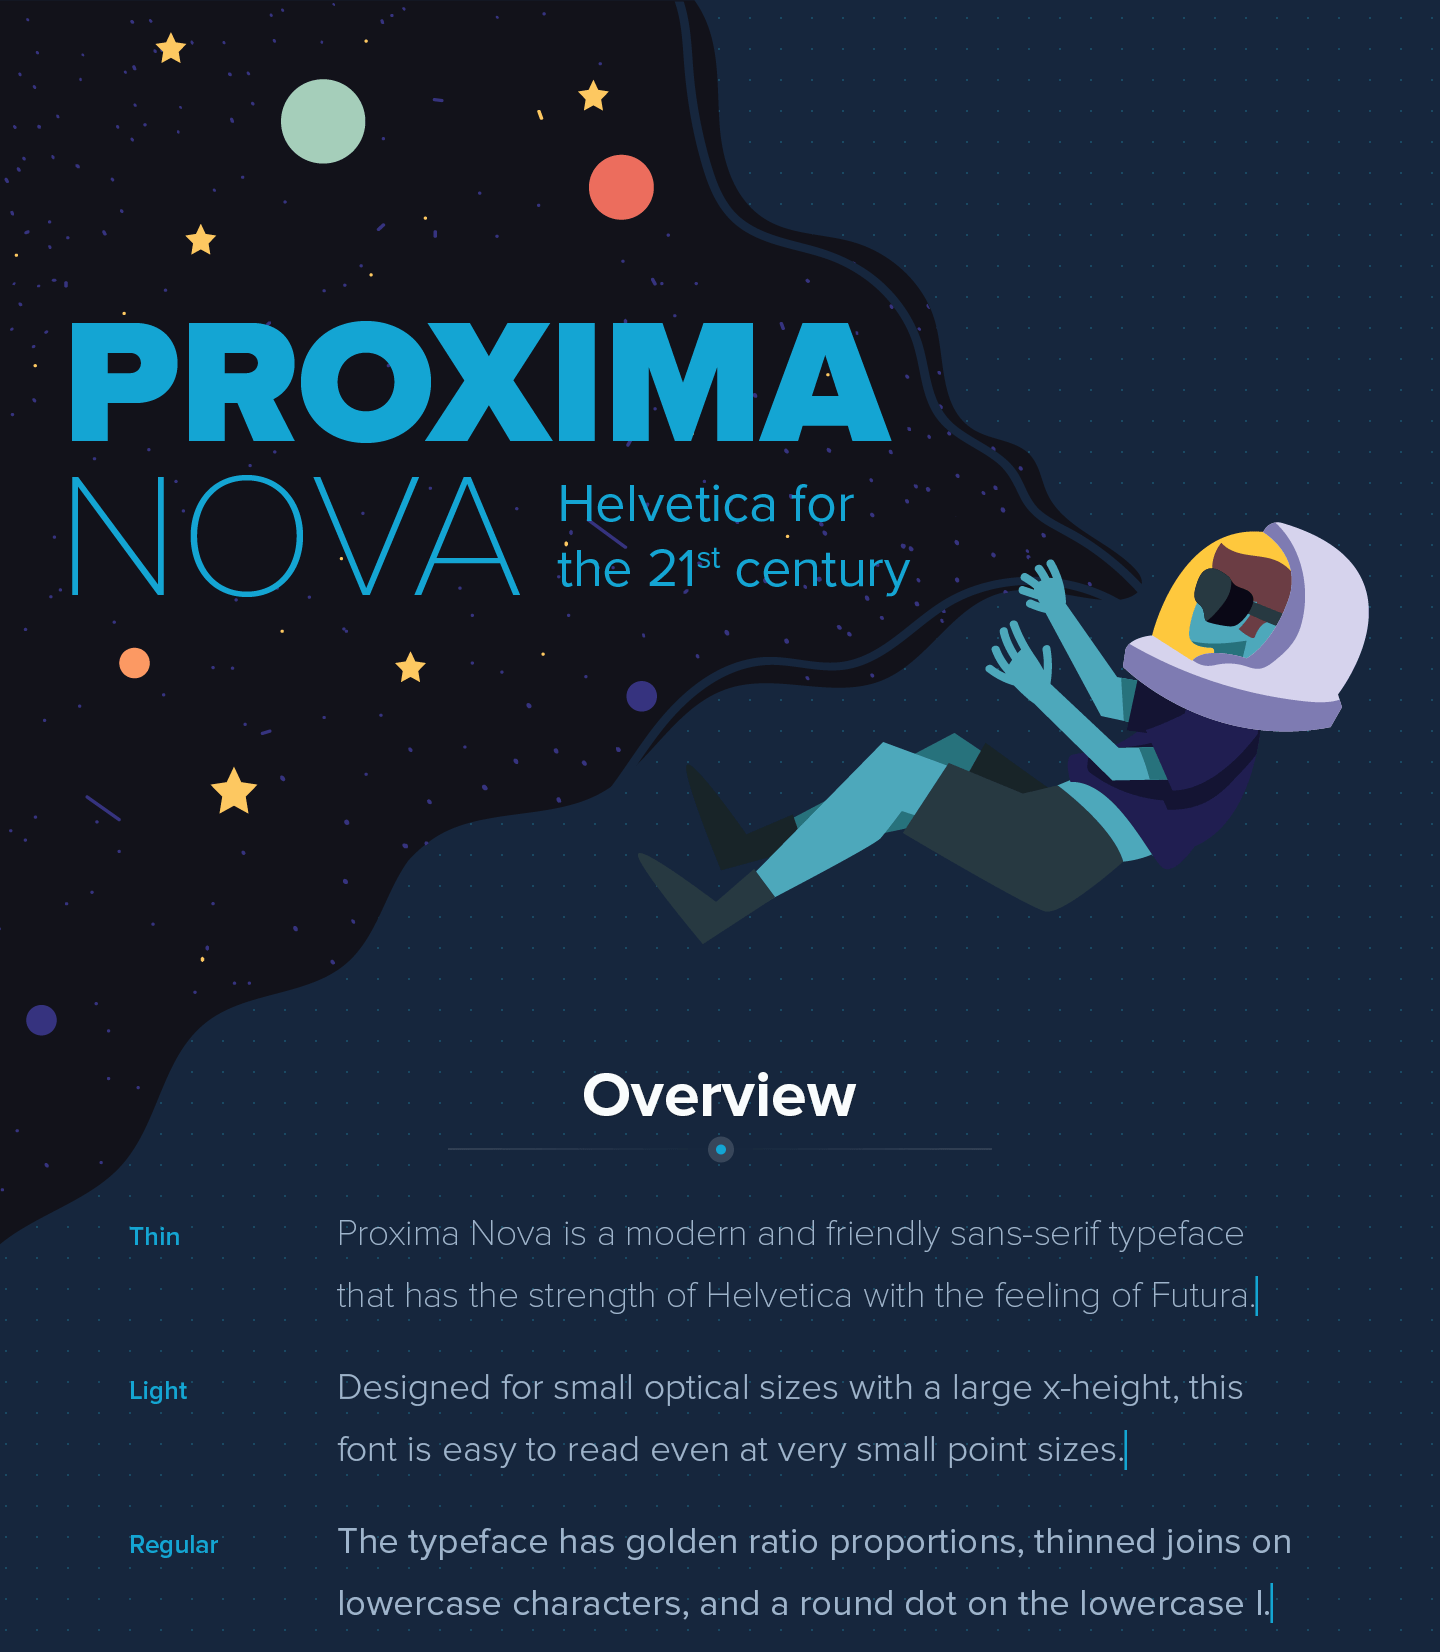 PROXIMA
NOVA
Helvetica for
the 21st century
Overview
Thin
Proxima Nova is a modern and friendly sans-serif typeface
that has the strength of Helvetica with the feeling of Futura.
Light
Designed for small optical sizes with a large x-height, this
font is easy to read even at very small point sizes.
Regular
The typeface has golden ratio proportions, thinned joins on
lowercase characters, and a round dot on the lowercase I.